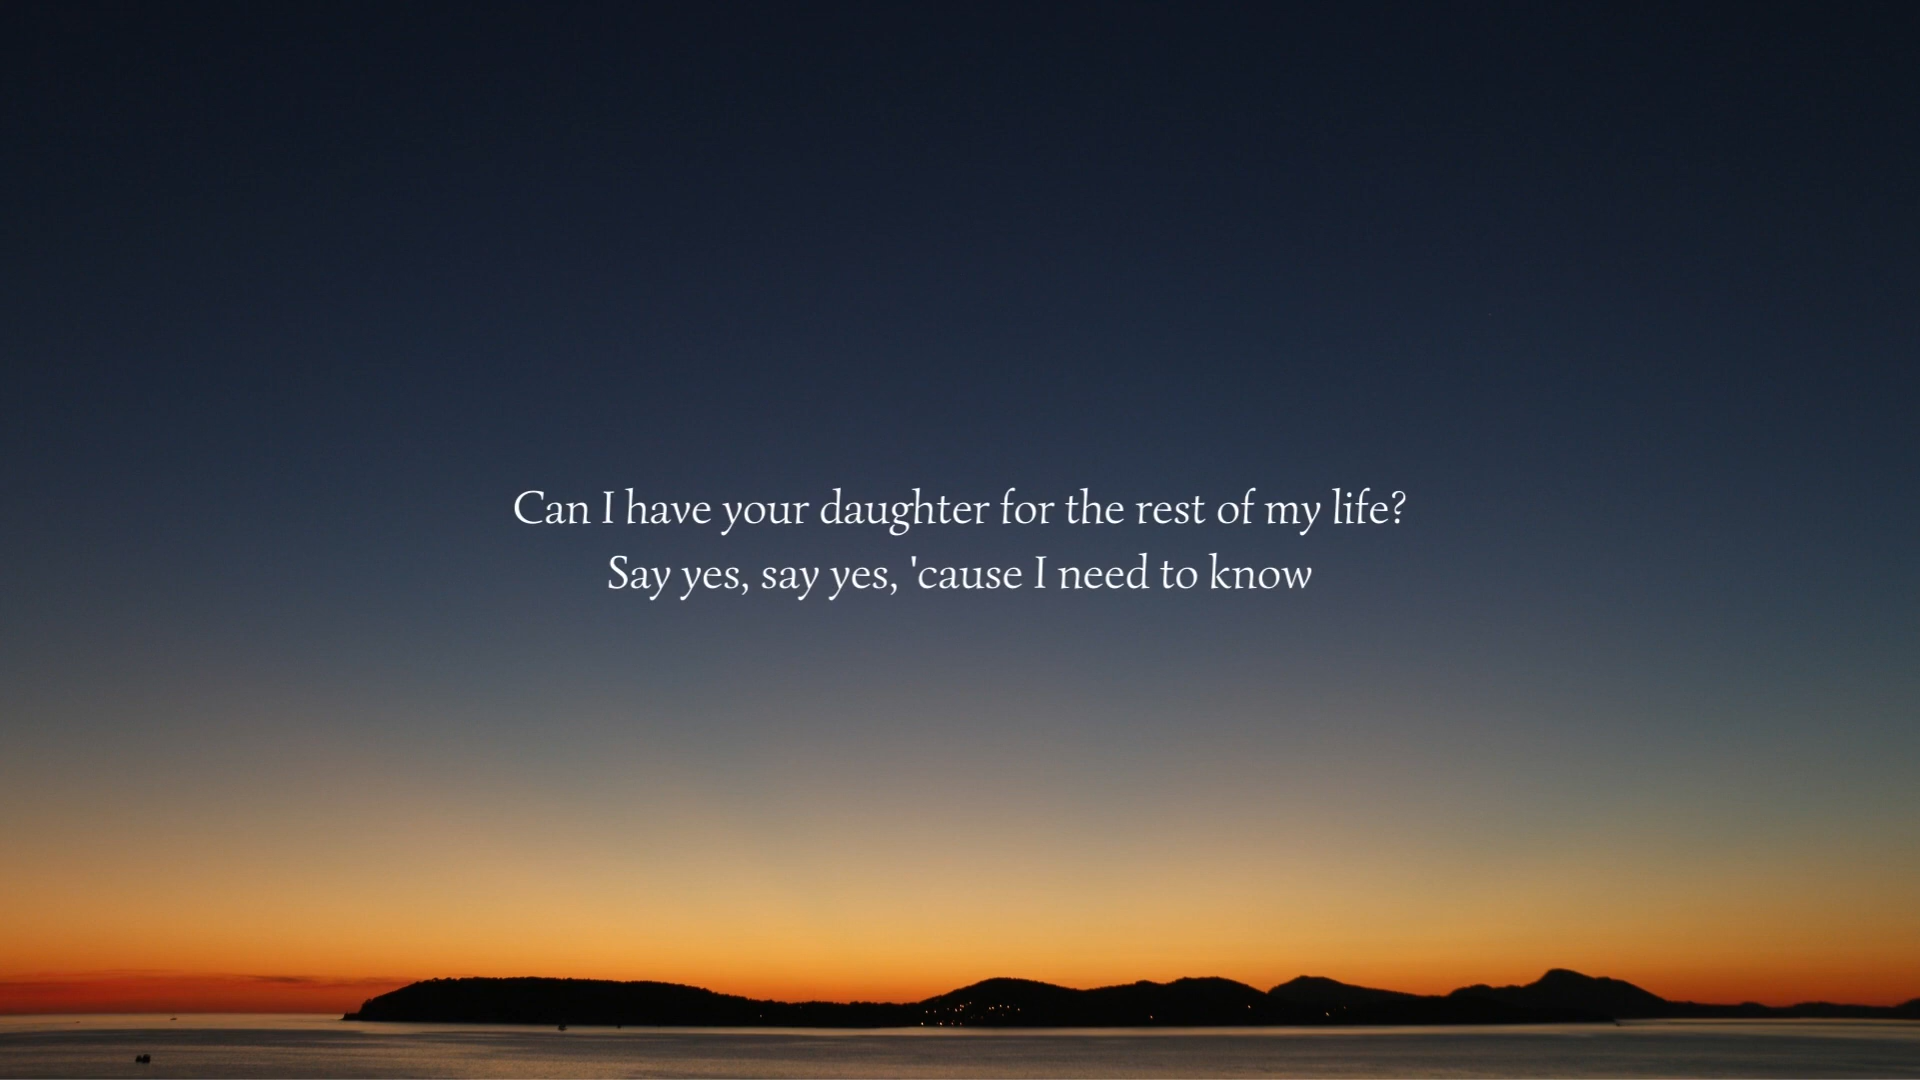 Can I have your daughter for the rest of my life?
Say yes, say yes, 'cause I need to know